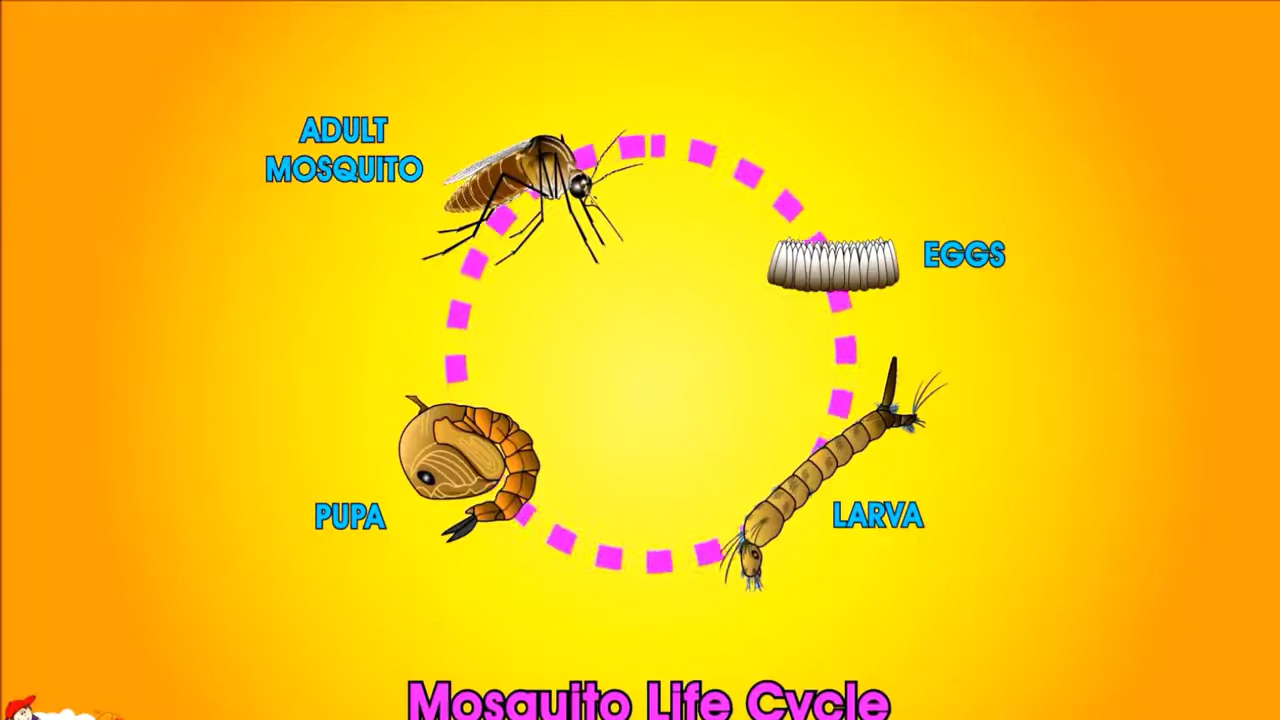 ADULT
MOSQUITO
EGGS
PUPA
LARVA
Mosquito Life Cycle